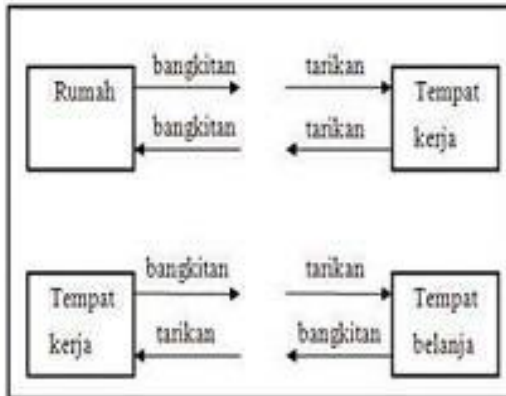 bangkitan
tarikan
Rumah
Tempat
kerja
bangkitan
tarikan
bangkitan
tarikan
Tempat
kerja
Tempat
belanja
tarikan
bangkitan